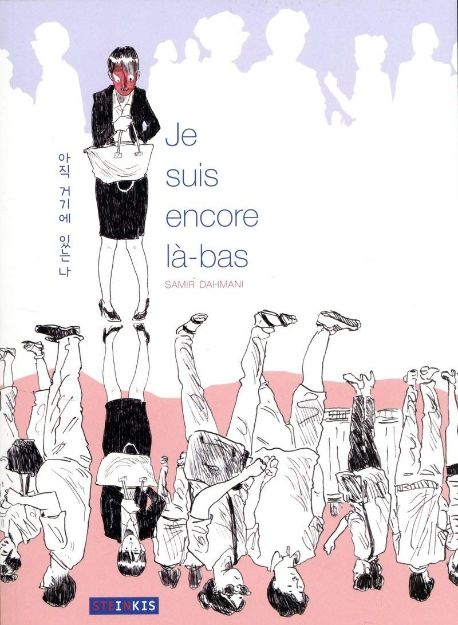 아직 거기에 있는 나
Je
suis
encore
là-bas
SAMIR DAHMANI
STEINKIS